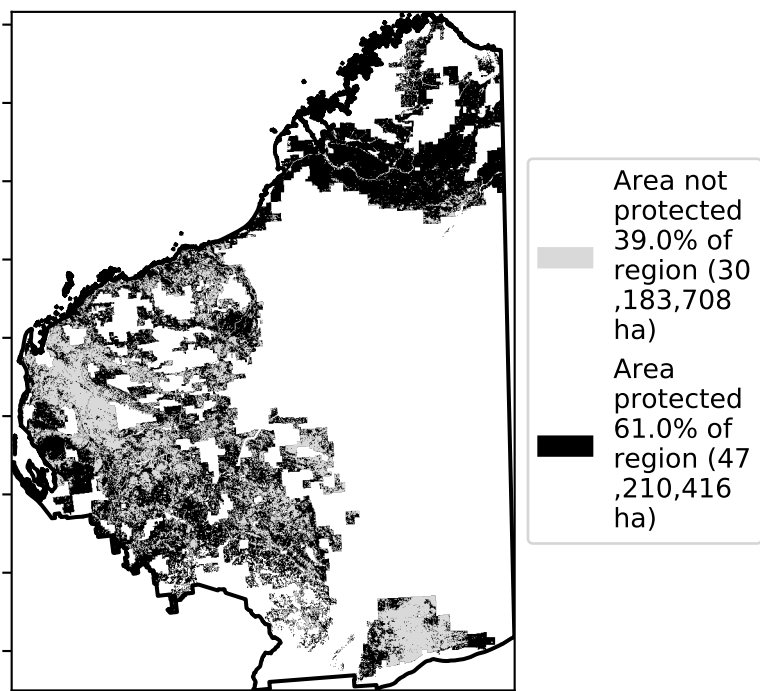 Area not
protected
39.0% of
region (30
,183,708
ha)
Area
protected
61.0% of
region (47
,210,416
ha)